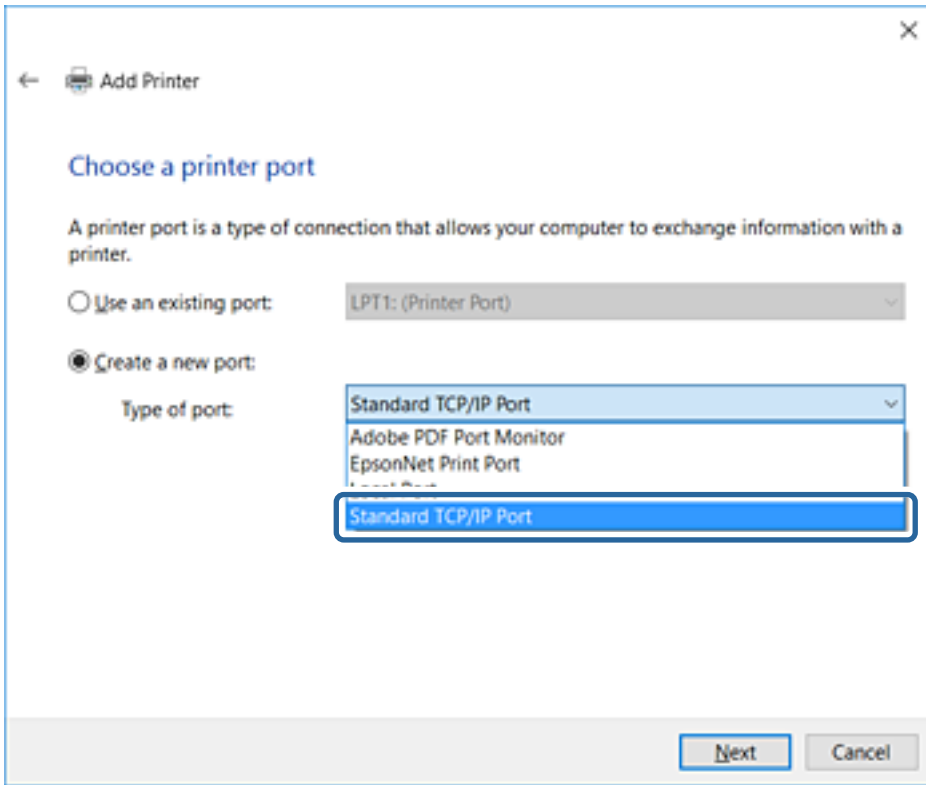 Add Printer
Choose a printer port
A printer port is a type of connection that allows your computer to exchange information with a
printer.
Use an existing port:
LPT1: (Printer Port)
Create a new port:
Type of port:
Standard TCP/IP Port
Adobe PDF Port Monitor
EpsonNet Print Port
Local Port
Standard TCP/IP Port
Next
Cancel